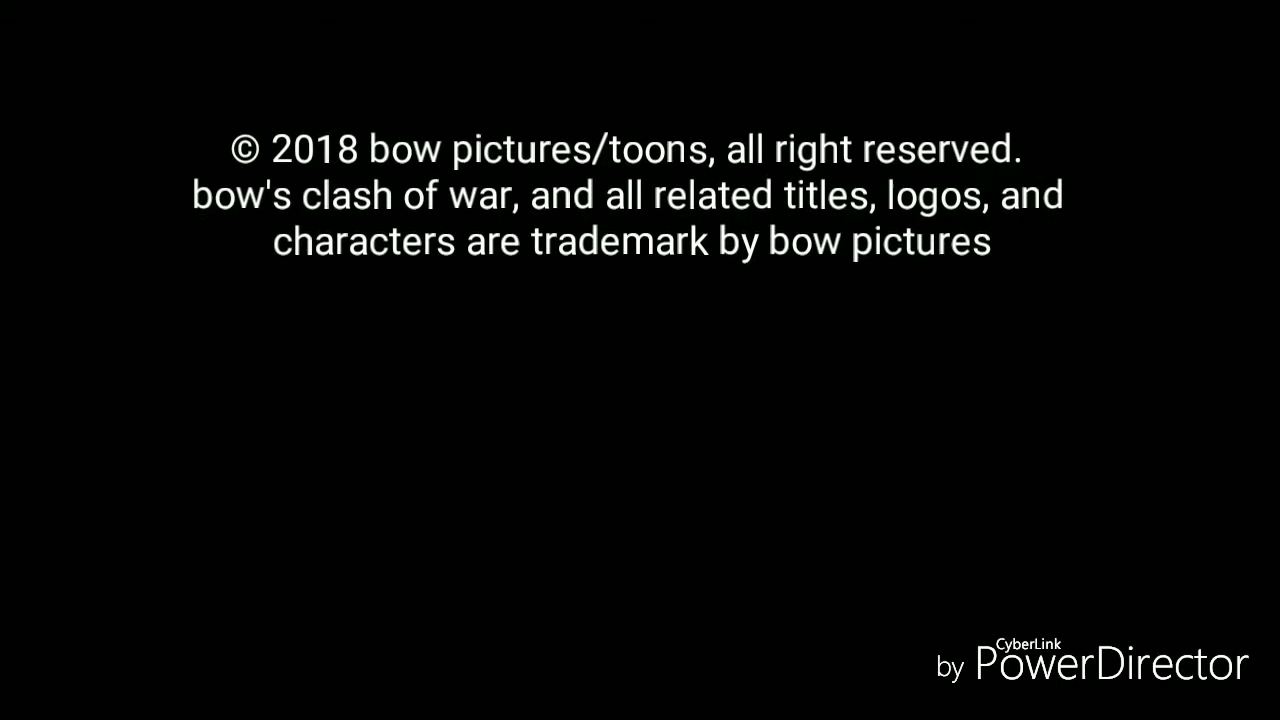 © 2018 bow pictures/toons, all right reserved.
bow's clash of war, and all related titles, logos, and
characters are trademark by bow pictures
CyberLink
by PowerDirector